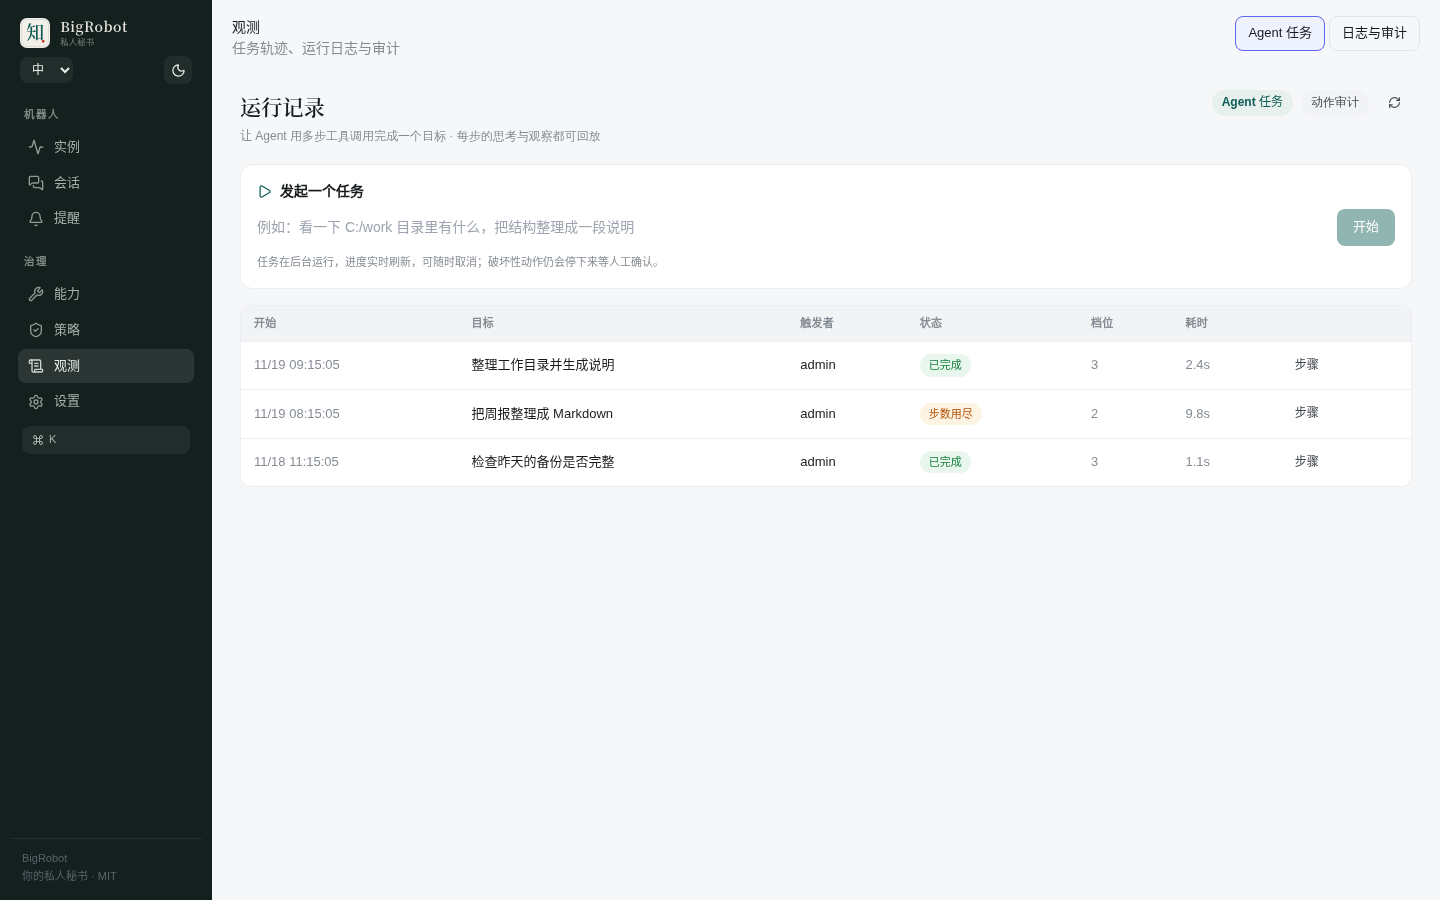 知
BigRobot
私人秘书
中
机器人
实例
会话
提醒
治理
能力
策略
观测
设置
⌘ K
BigRobot
你的私人秘书 · MIT
观测
任务轨迹、运行日志与审计
Agent 任务
日志与审计
运行记录
让 Agent 用多步工具调用完成一个目标 · 每步的思考与观察都可回放
Agent 任务
动作审计
发起一个任务
例如：看一下 C:/work 目录里有什么，把结构整理成一段说明
开始
任务在后台运行，进度实时刷新，可随时取消；破坏性动作仍会停下来等人工确认。
开始 目标 触发者 状态 档位 耗时
11/19 09:15:05 整理工作目录并生成说明 admin 已完成 3 2.4s 步骤
11/19 08:15:05 把周报整理成 Markdown admin 步数用尽 2 9.8s 步骤
11/18 11:15:05 检查昨天的备份是否完整 admin 已完成 3 1.1s 步骤